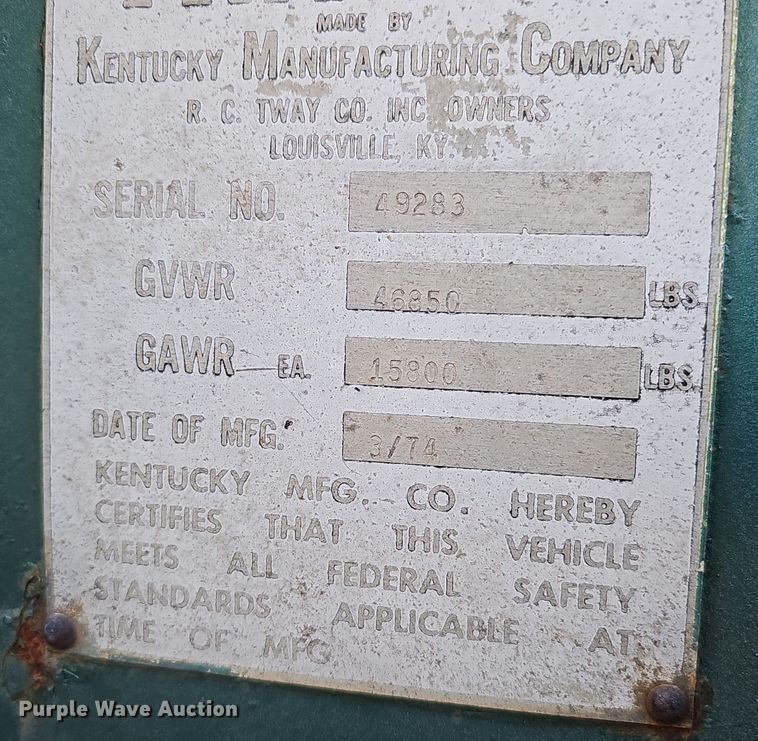 MADE BY
KENTUCKY MANUFACTURING COMPANY
R. C. TWAY CO. INC. OWNERS
LOUISVILLE, KY.
SERIAL NO. 49283
GVWR 46850 LBS.
GAWR EA. 15800 LBS.
DATE OF MFG. 3/74
KENTUCKY MFG. CO. HEREBY
CERTIFIES THAT THIS VEHICLE
MEETS ALL FEDERAL SAFETY
STANDARDS APPLICABLE AT
TIME OF MFG
Purple Wave Auction